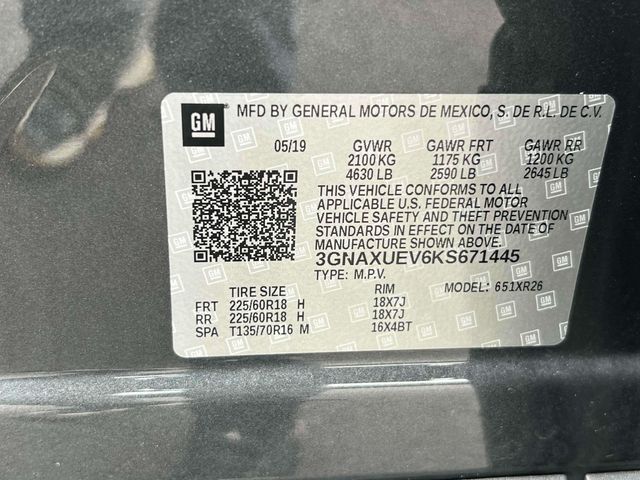 GM MFD BY GENERAL MOTORS DE MEXICO, S. DE R.L. DE C.V.
05/19 GVWR GAWR FRT GAWR RR
2100 KG 1175 KG 1200 KG
4630 LB 2590 LB 2645 LB
THIS VEHICLE CONFORMS TO ALL
APPLICABLE U.S. FEDERAL MOTOR
VEHICLE SAFETY AND THEFT PREVENTION
STANDARDS IN EFFECT ON THE DATE OF
MANUFACTURE SHOWN ABOVE.
3GNAXUEV6KS671445
TYPE: M.P.V. MODEL: 651XR26
TIRE SIZE RIM
FRT 225/60R18 H 18X7J
RR 225/60R18 H 18X7J
SPA T135/70R16 M 16X4BT